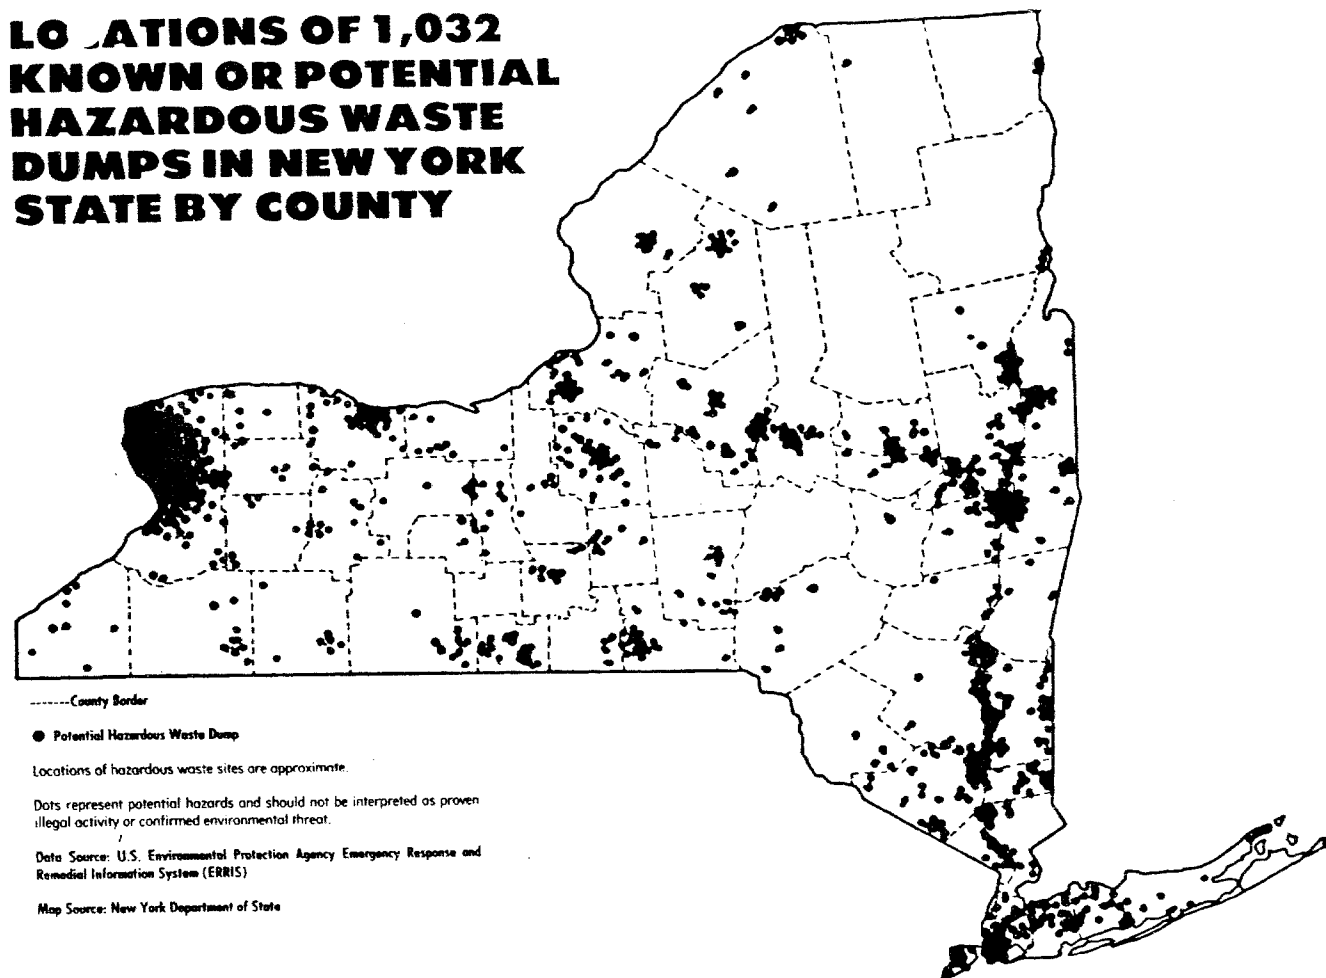 LO ATIONS OF 1,032
KNOWN OR POTENTIAL
HAZARDOUS WASTE
DUMPS IN NEW YORK
STATE BY COUNTY
-------County Border
Potential Hazardous Waste Dump
Locations of hazardous waste sites are approximate.
Dots represent potential hazards and should not be interpreted as proven
illegal activity or confirmed environmental threat.
Data Source: U.S. Environmental Protection Agency Emergency Response and
Remedial Information System (ERRIS)
Map Source: New York Department of State